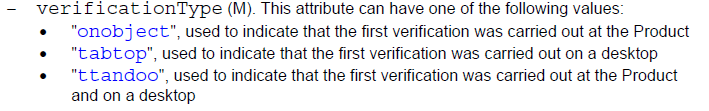 – verificationType (M). This attribute can have one of the following values:
• "onobject", used to indicate that the first verification was carried out at the Product
• "tabtop", used to indicate that the first verification was carried out on a desktop
• "ttandoo", used to indicate that the first verification was carried out at the Product
and on a desktop